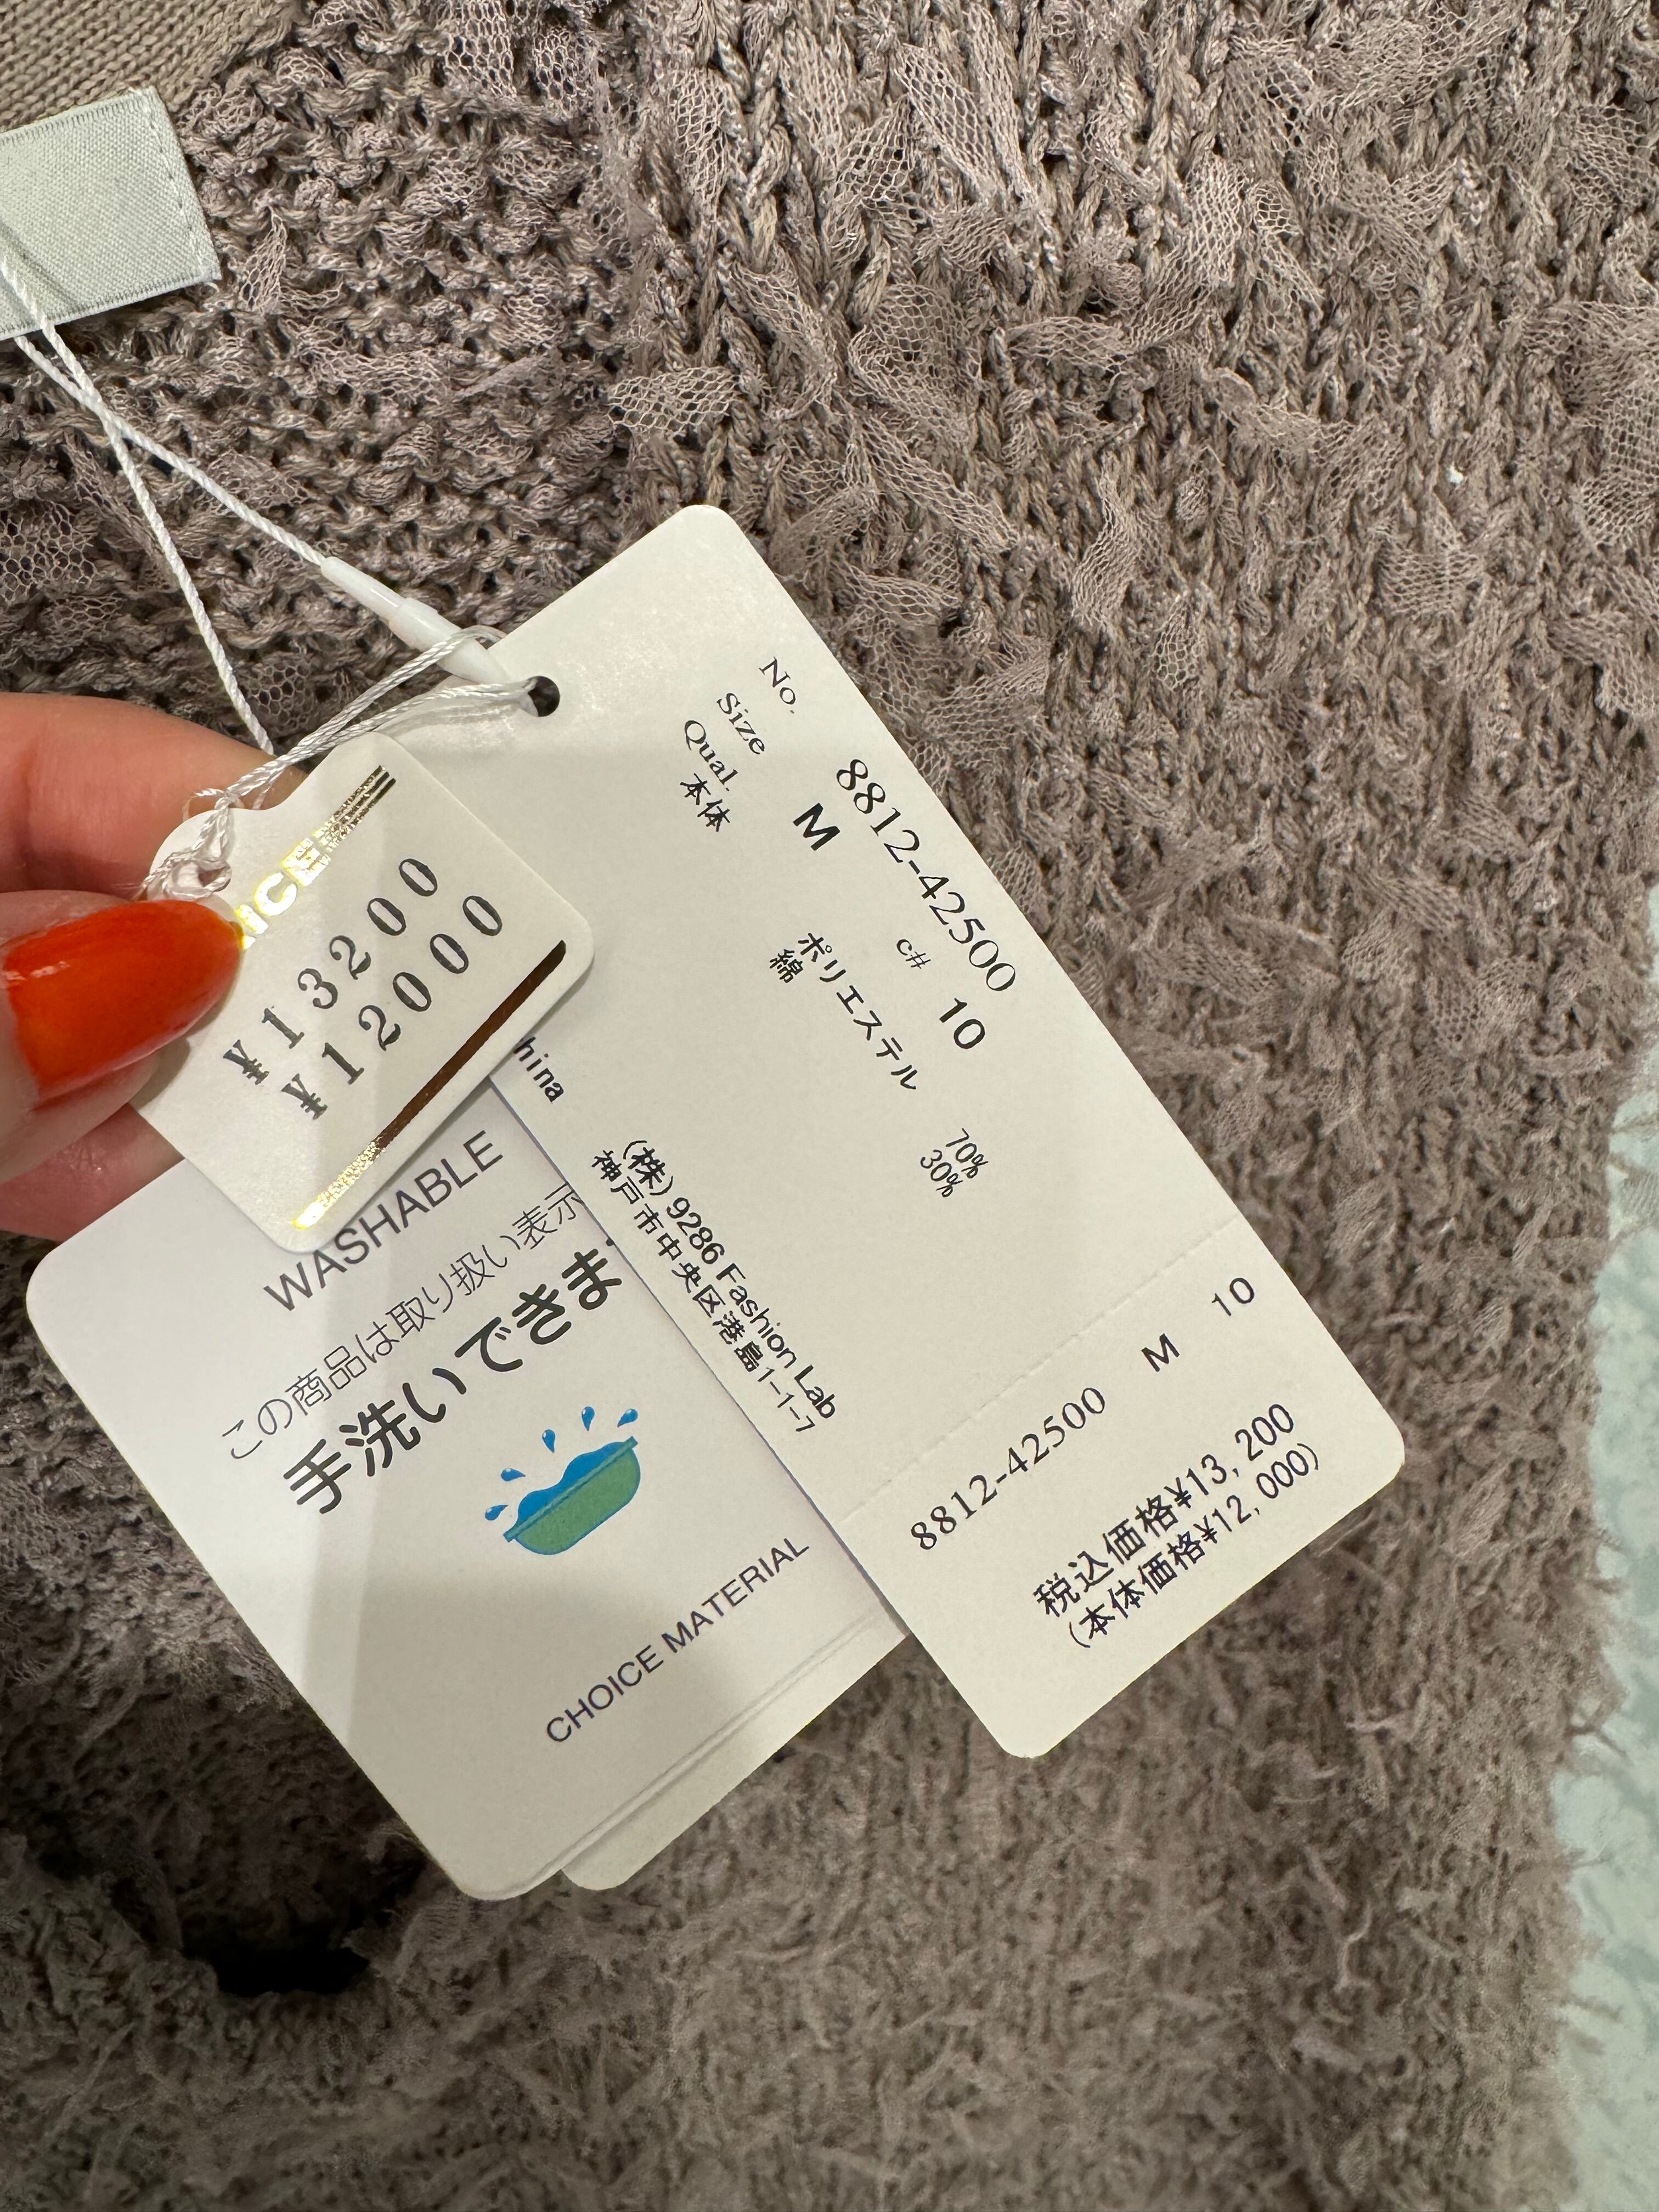 No. 8812-42500
Size M c# 10
Qual.
本体 ポリエステル 70%
綿 30%
(株) 9286 Fashion Lab
神戸市中央区港島1-1-7
8812-42500 M 10
税込価格¥13,200
(本体価格¥12,000)
¥13200
¥12000
WASHABLE
この商品は取り扱い表示
手洗いできま
CHOICE MATERIAL